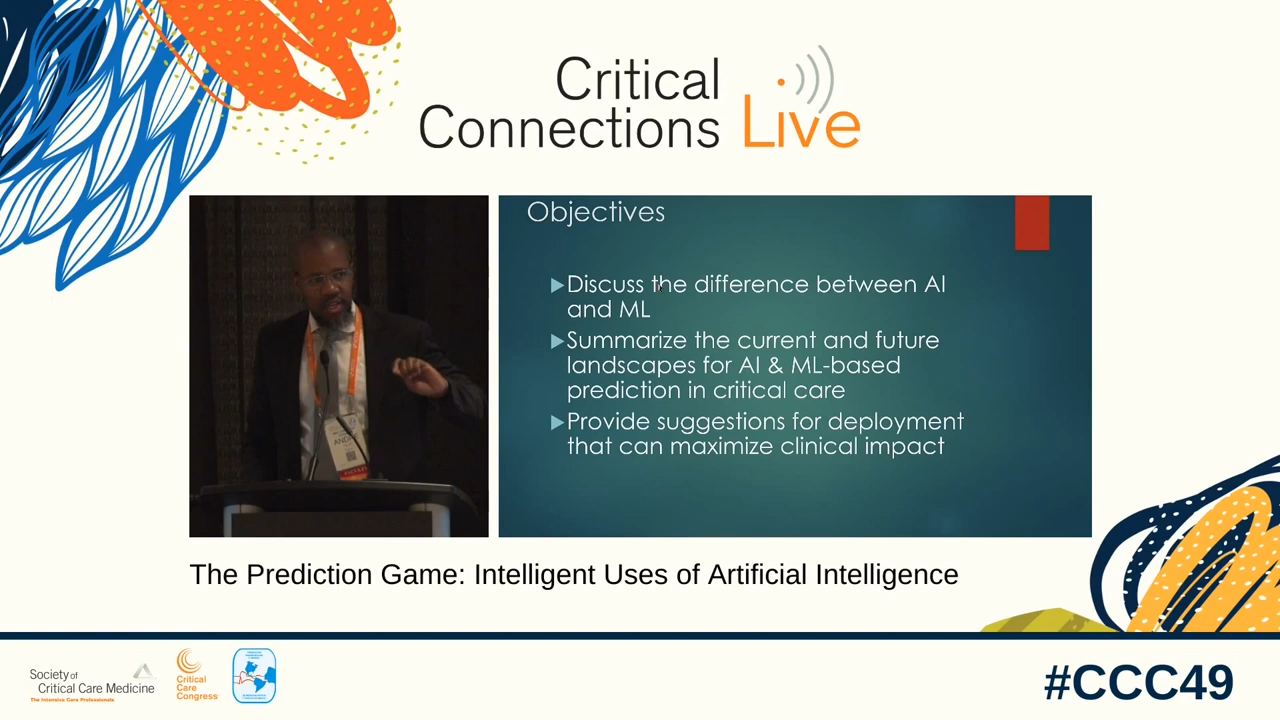 Critical
Connections Live
Objectives
▶Discuss the difference between AI
and ML
▶Summarize the current and future
landscapes for AI & ML-based
prediction in critical care
▶Provide suggestions for deployment
that can maximize clinical impact
The Prediction Game: Intelligent Uses of Artificial Intelligence
Society of
Critical Care Medicine
The Intensive Care Professionals
Critical
Care
Congress
#CCC49